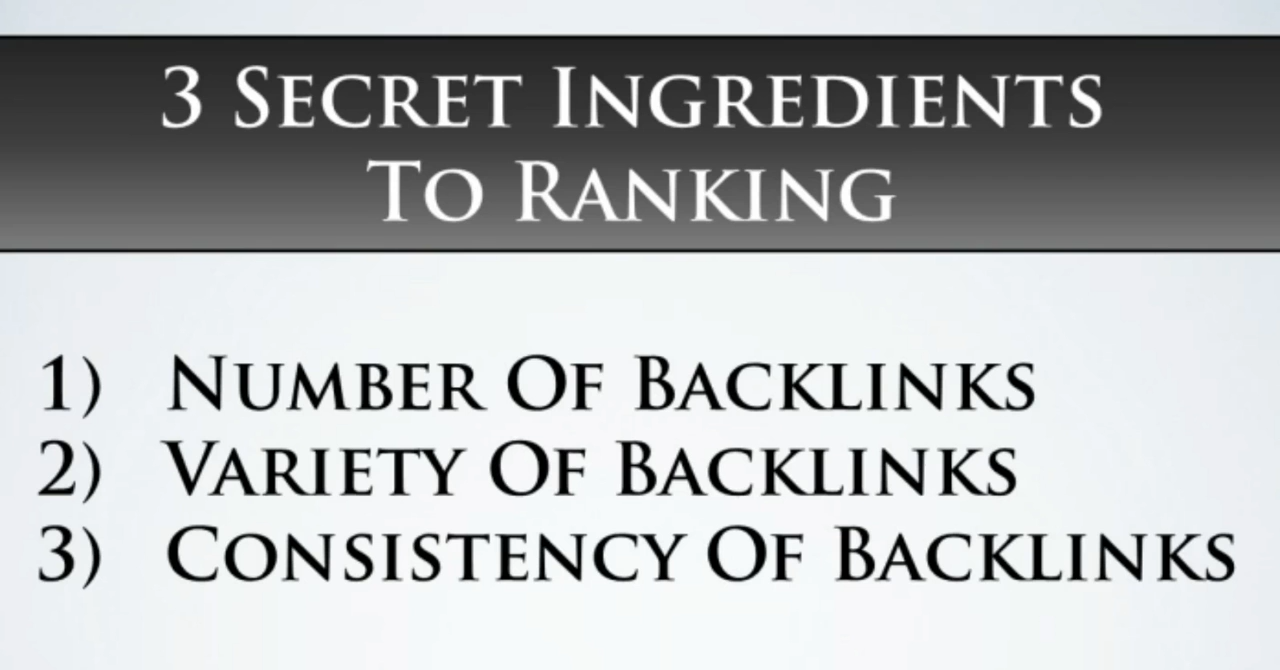 3 Secret Ingredients
To Ranking
1) Number Of Backlinks
2) Variety Of Backlinks
3) Consistency Of Backlinks